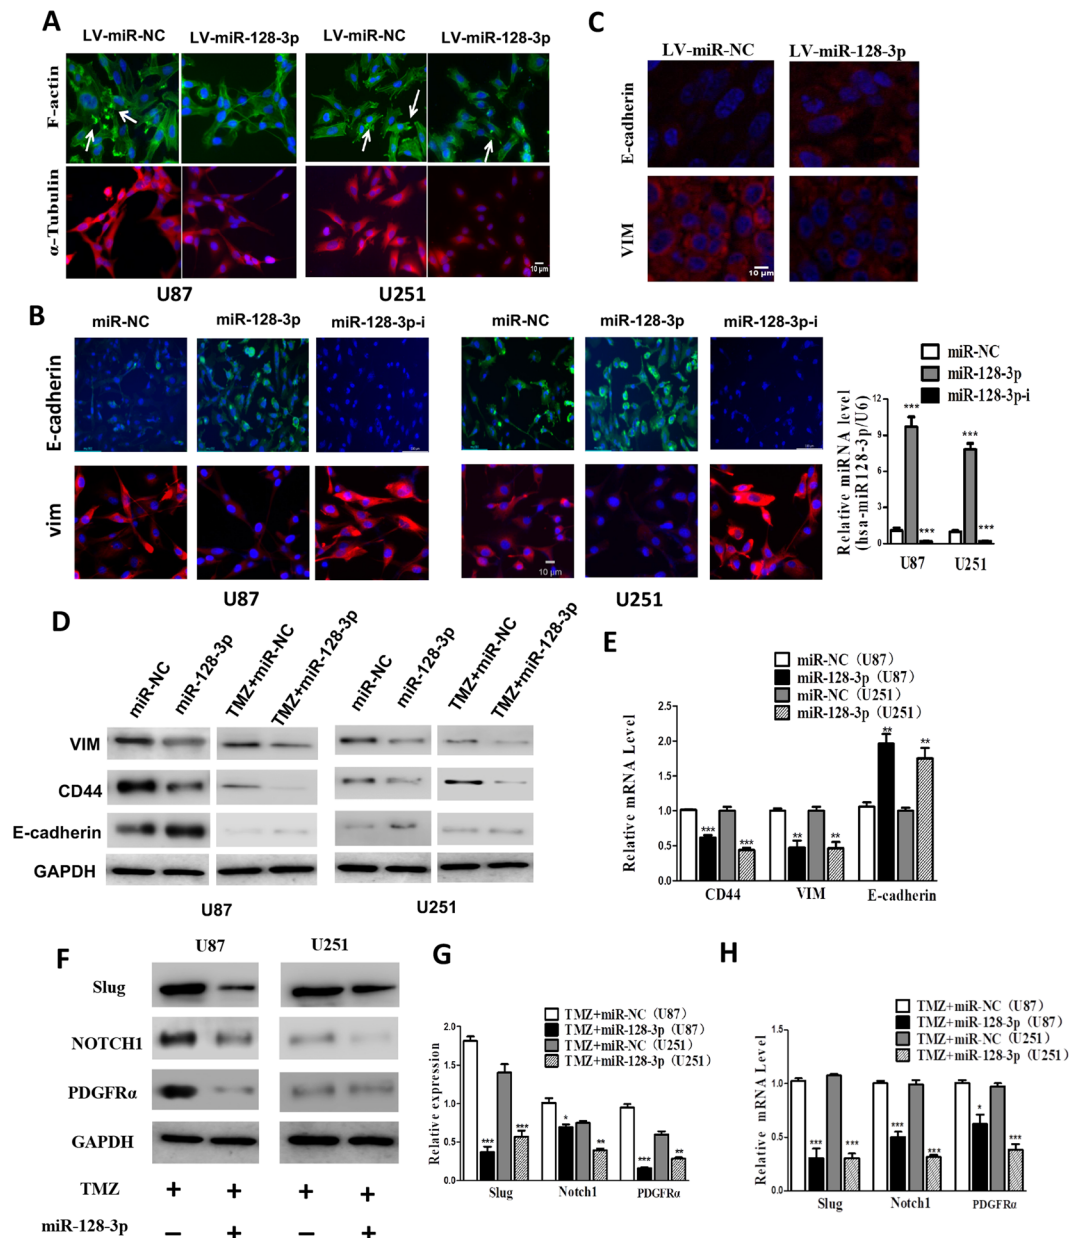 A
LV-miR-NC LV-miR-128-3p LV-miR-NC LV-miR-128-3p
F-actin
α-Tubulin
10 μm
U87 U251
C
LV-miR-NC LV-miR-128-3p
E-cadherin
VIM
10 μm
B
miR-NC miR-128-3p miR-128-3p-i miR-NC miR-128-3p miR-128-3p-i
E-cadherin
vim
10 μm
U87 U251
miR-NC
miR-128-3p
miR-128-3p-i
Relative miRNA level
(hsa-miR128-3p/U6)
12
9
6
3
0
*** *** *** ***
U87 U251
D
miR-NC miR-128-3p TMZ+miR-NC TMZ+miR-128-3p miR-NC miR-128-3p TMZ+miR-NC TMZ+miR-128-3p
VIM
CD44
E-cadherin
GAPDH
U87 U251
E
miR-NC (U87)
miR-128-3p (U87)
miR-NC (U251)
miR-128-3p (U251)
Relative mRNA Level
2.5
2.0
1.5
1.0
0.5
0.0
*** *** ** ** ** **
CD44 VIM E-cadherin
F
U87 U251
Slug
NOTCH1
PDGFRα
GAPDH
TMZ + + + +
miR-128-3p – + – +
G
TMZ+miR-NC (U87)
TMZ+miR-128-3p (U87)
TMZ+miR-NC (U251)
TMZ+miR-128-3p (U251)
Relative expression
2.0
1.5
1.0
0.5
0.0
*** *** * ** *** **
Slug Notch1 PDGFRα
H
TMZ+miR-NC (U87)
TMZ+miR-128-3p (U87)
TMZ+miR-NC (U251)
TMZ+miR-128-3p (U251)
Relative mRNA Level
1.5
1.0
0.5
0.0
*** *** *** *** * ***
Slug Notch1 PDGFRα